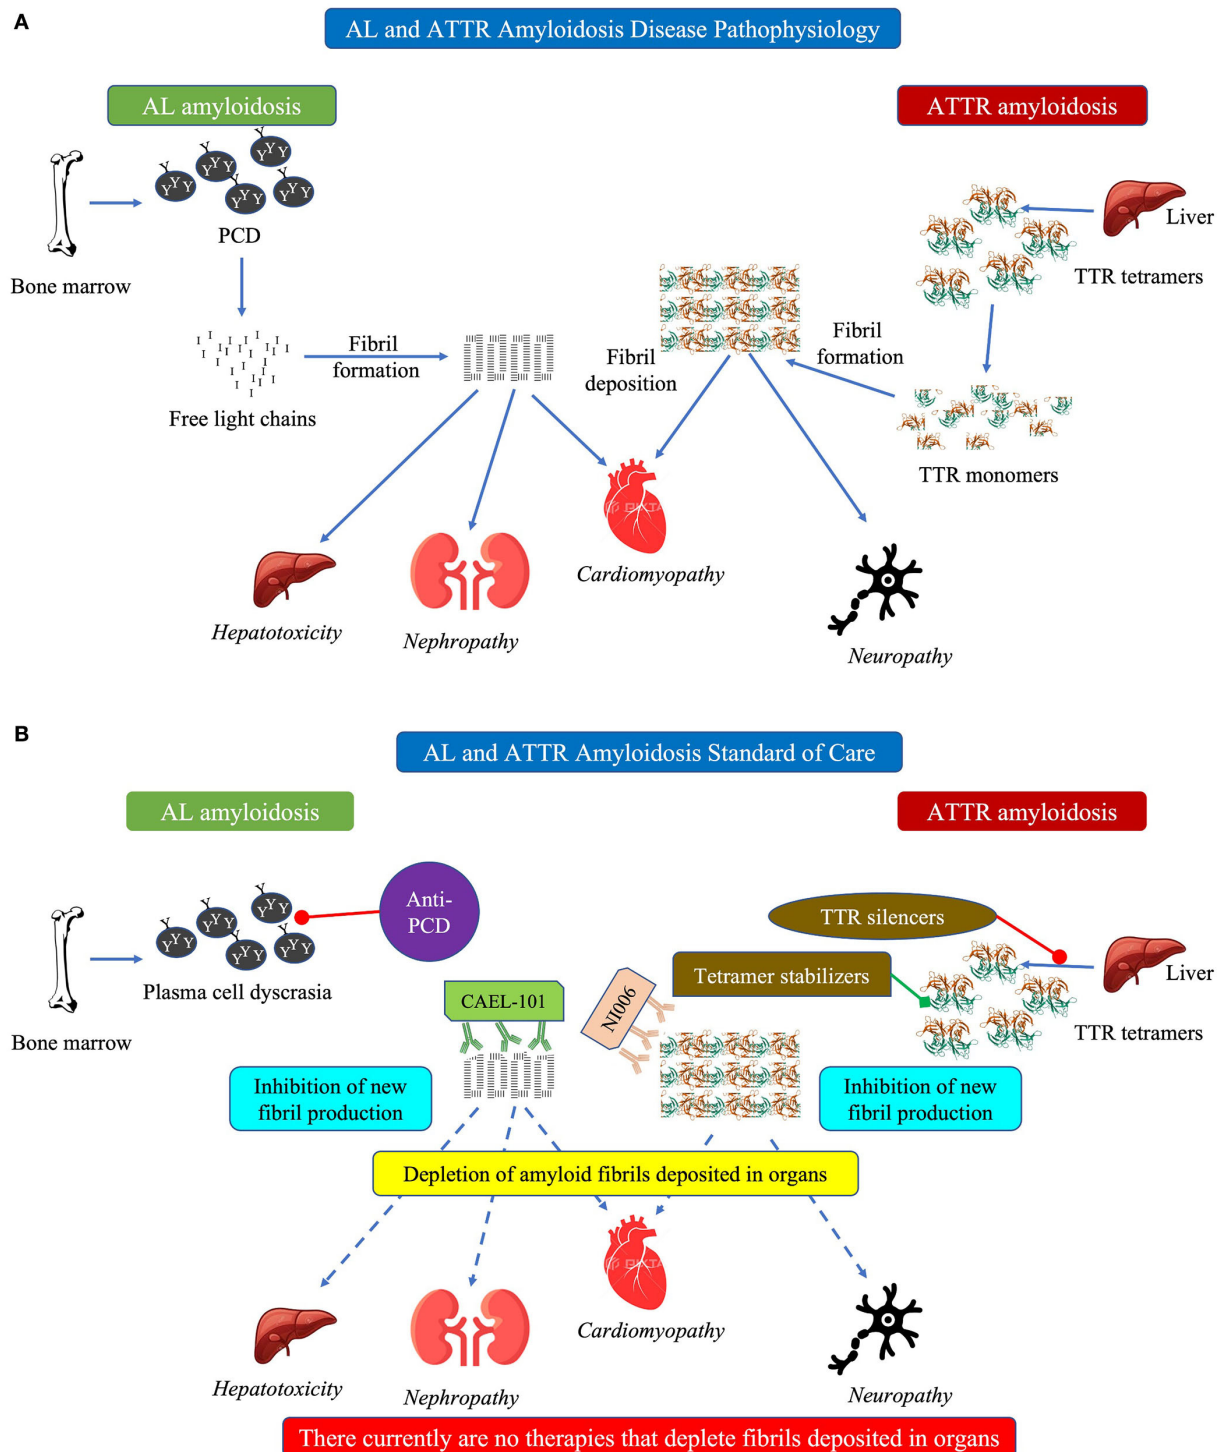 A
AL and ATTR Amyloidosis Disease Pathophysiology
AL amyloidosis
ATTR amyloidosis
Bone marrow
PCD
Liver
TTR tetramers
Free light chains
Fibril
formation
Fibril
deposition
Fibril
formation
TTR monomers
Hepatotoxicity
Nephropathy
Cardiomyopathy
Neuropathy
B
AL and ATTR Amyloidosis Standard of Care
AL amyloidosis
ATTR amyloidosis
Bone marrow
Plasma cell dyscrasia
Anti-
PCD
TTR silencers
Tetramer stabilizers
Liver
TTR tetramers
CAEL-101
NI006
Inhibition of new
fibril production
Inhibition of new
fibril production
Depletion of amyloid fibrils deposited in organs
Hepatotoxicity
Nephropathy
Cardiomyopathy
Neuropathy
There currently are no therapies that deplete fibrils deposited in organs